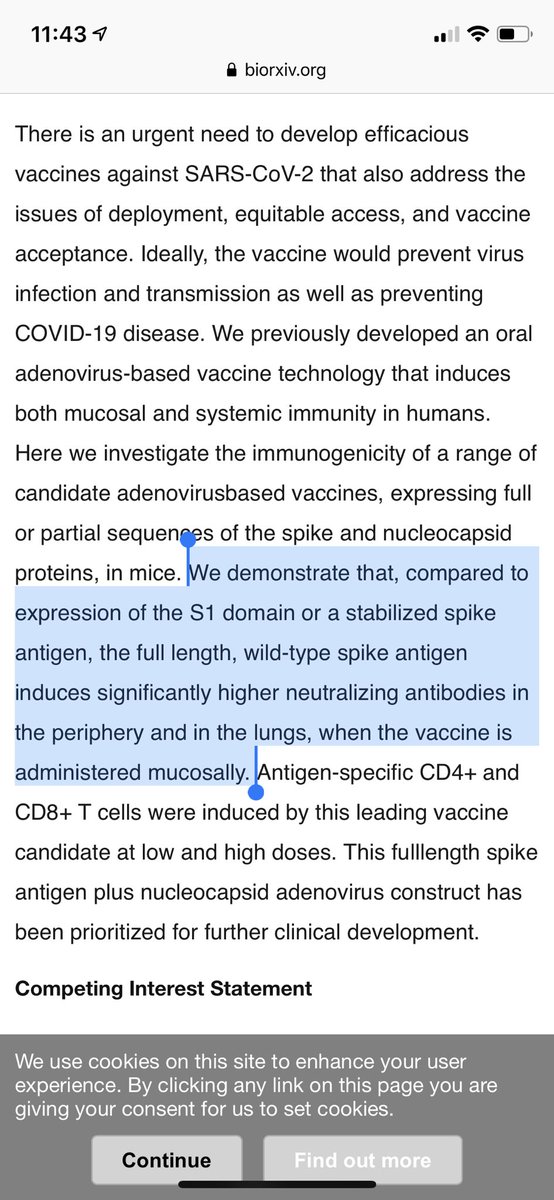 11:43
biorxiv.org
There is an urgent need to develop efficacious
vaccines against SARS-CoV-2 that also address the
issues of deployment, equitable access, and vaccine
acceptance. Ideally, the vaccine would prevent virus
infection and transmission as well as preventing
COVID-19 disease. We previously developed an oral
adenovirus-based vaccine technology that induces
both mucosal and systemic immunity in humans.
Here we investigate the immunogenicity of a range of
candidate adenovirusbased vaccines, expressing full
or partial sequences of the spike and nucleocapsid
proteins, in mice. We demonstrate that, compared to
expression of the S1 domain or a stabilized spike
antigen, the full length, wild-type spike antigen
induces significantly higher neutralizing antibodies in
the periphery and in the lungs, when the vaccine is
administered mucosally. Antigen-specific CD4+ and
CD8+ T cells were induced by this leading vaccine
candidate at low and high doses. This fulllength spike
antigen plus nucleocapsid adenovirus construct has
been prioritized for further clinical development.
Competing Interest Statement
We use cookies on this site to enhance your user
experience. By clicking any link on this page you are
giving your consent for us to set cookies.
Continue
Find out more